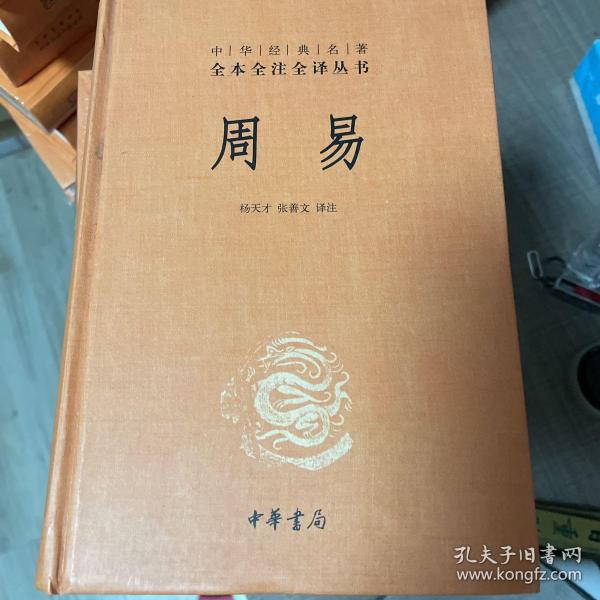 中｜华｜经｜典｜名｜著
全本全注全译丛书
周易
杨天才 张善文 译注
中華書局
孔夫子旧书网
www.kongfz.com